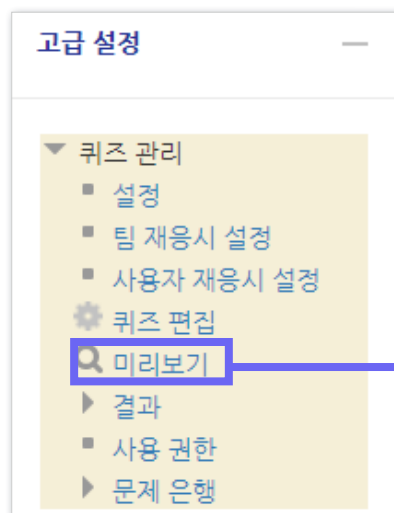 고급 설정
퀴즈 관리
설정
팀 재응시 설정
사용자 재응시 설정
퀴즈 편집
미리보기
결과
사용 권한
문제 은행